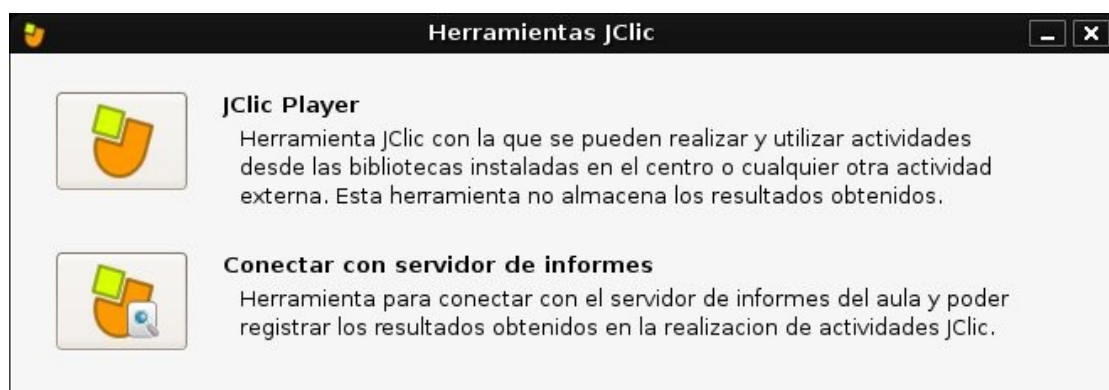 Herramientas JClic
JClic Player
Herramienta JClic con la que se pueden realizar y utilizar actividades
desde las bibliotecas instaladas en el centro o cualquier otra actividad
externa. Esta herramienta no almacena los resultados obtenidos.
Conectar con servidor de informes
Herramienta para conectar con el servidor de informes del aula y poder
registrar los resultados obtenidos en la realizacion de actividades JClic.